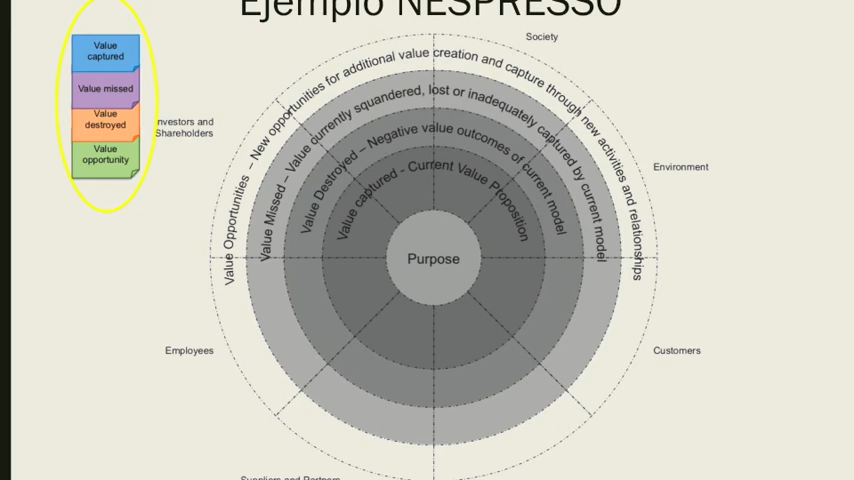 Ejemplo NESPRESSO
Value
captured
Value missed
Value
destroyed
Value
opportunity
Society
nvestors and
Shareholders
Environment
Value Opportunities – New opportunities for additional value creation and capture through new activities and relationships
Value Missed – Value currently squandered, lost or inadequately captured by current model
Value Destroyed – Negative value outcomes of current model
Value captured - Current Value Proposition
Purpose
Employees
Customers
Suppliers and Partners